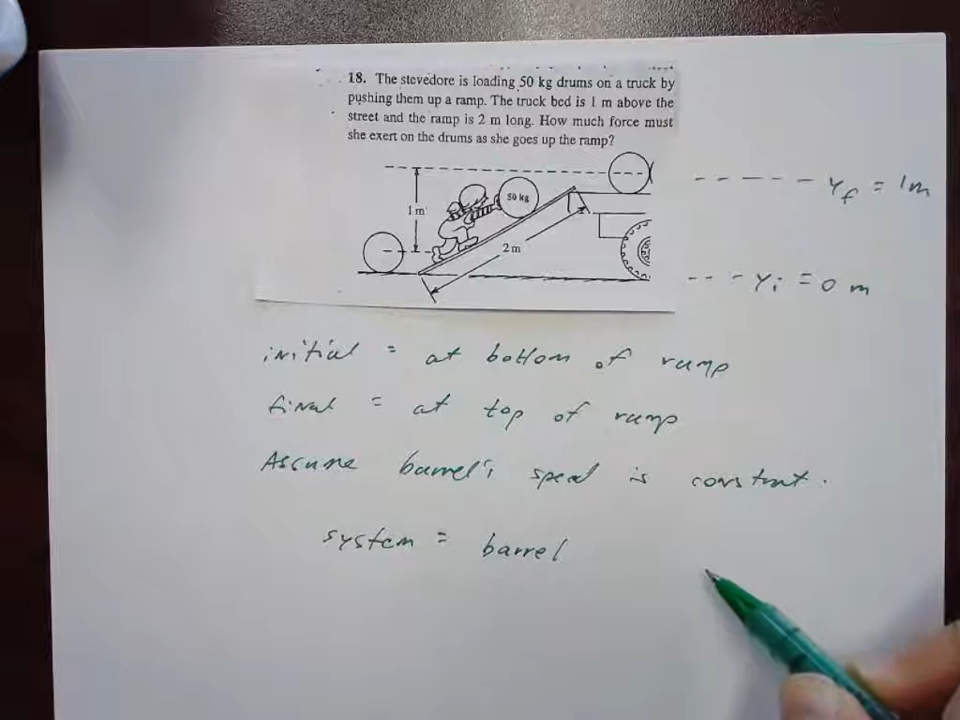 18. The stevedore is loading 50 kg drums on a truck by
pushing them up a ramp. The truck bed is 1 m above the
street and the ramp is 2 m long. How much force must
she exert on the drums as she goes up the ramp?
50 kg
1 m
2 m
yf = 1m
yi = 0 m
initial = at bottom of ramp
final = at top of ramp
Assume barrel's speed is constant.
system = barrel